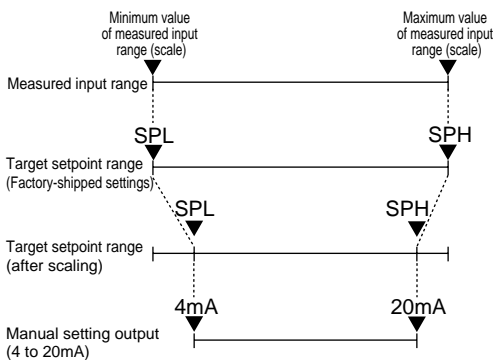 Minimum value
of measured input
range (scale)
Maximum value
of measured input
range (scale)
Measured input range
SPL
SPH
Target setpoint range
(Factory-shipped settings)
SPL
SPH
Target setpoint range
(after scaling)
4mA
20mA
Manual setting output
(4 to 20mA)